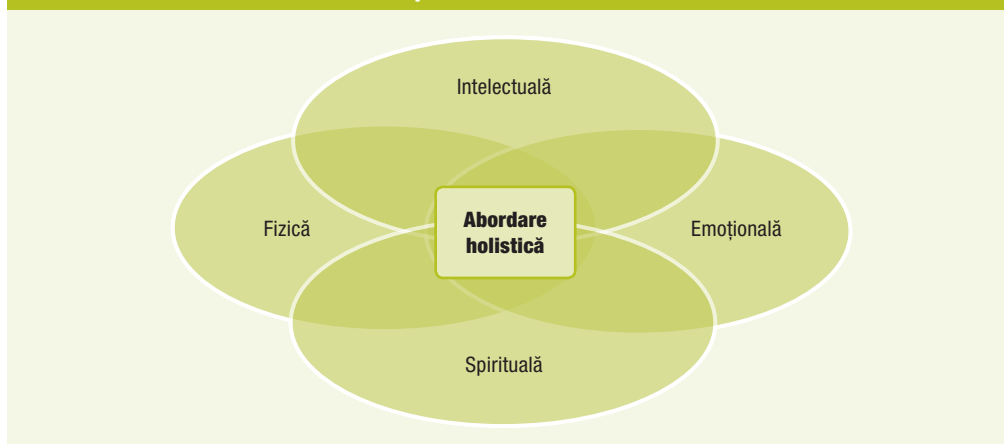 Intelectuală
Fizică
Abordare
holistică
Emoțională
Spirituală